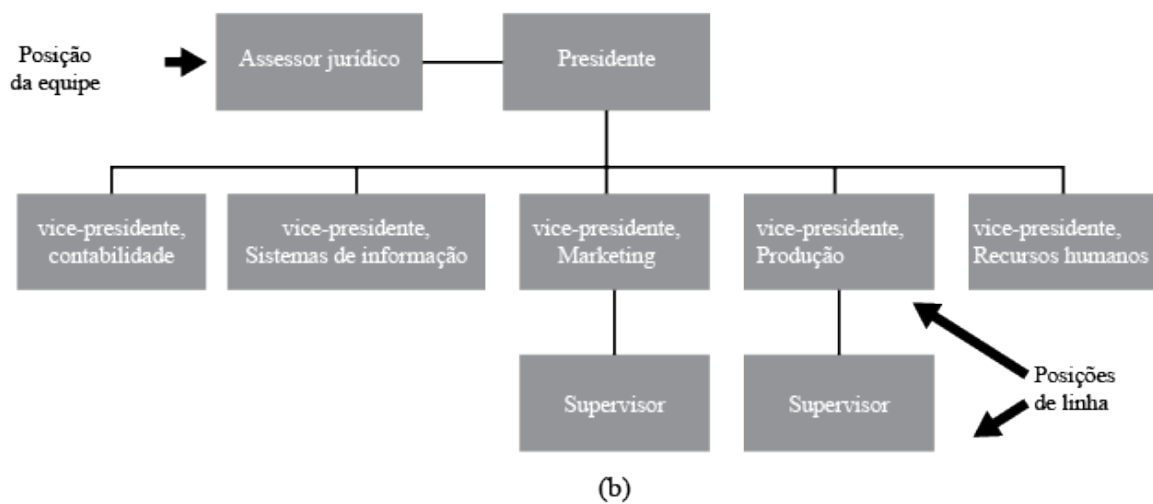 Posição
da equipe
Assessor jurídico
Presidente
vice-presidente,
contabilidade
vice-presidente,
Sistemas de informação
vice-presidente,
Marketing
vice-presidente,
Produção
vice-presidente,
Recursos humanos
Supervisor
Supervisor
Posições
de linha
(b)